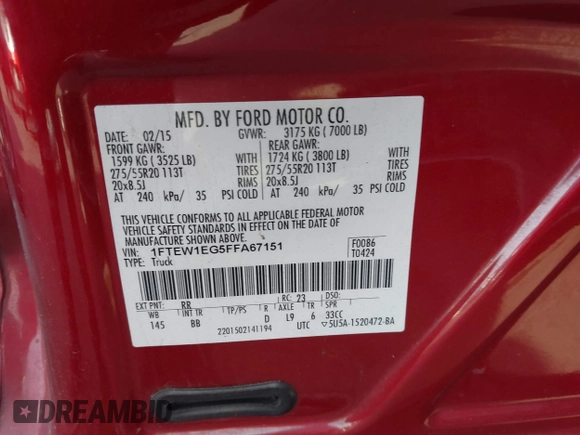 MFD. BY FORD MOTOR CO.
DATE: 02/15 GVWR: 3175 KG ( 7000 LB)
FRONT GAWR: REAR GAWR:
1599 KG ( 3525 LB) 1724 KG ( 3800 LB)
275/55R20 113T TIRES 275/55R20 113T TIRES
20x8.5J RIMS 20x8.5J RIMS
AT 240 kPa/ 35 PSI COLD AT 240 kPa/ 35 PSI COLD
THIS VEHICLE CONFORMS TO ALL APPLICABLE FEDERAL MOTOR
VEHICLE SAFETY STANDARDS IN EFFECT ON THE DATE OF
MANUFACTURE SHOWN ABOVE.
VIN: 1FTEW1EG5FFA67151 F0086
TYPE: Truck T0424
EXT PNT: RR RC: 23 DSO:
WB INT TR TP/PS R AXLE TR SPR
145 BB D L9 6 33CC
2201502141194 UTC ▽5U5A-1520472-BA
DREAMBID